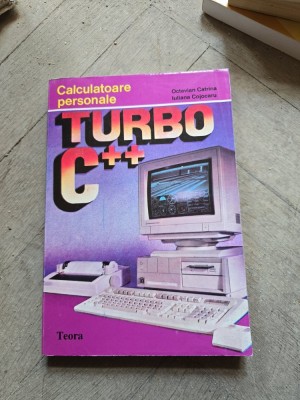 Calculatoare
personale
Octavian Catrina
Iuliana Cojocaru
TURBO
C++
Teora